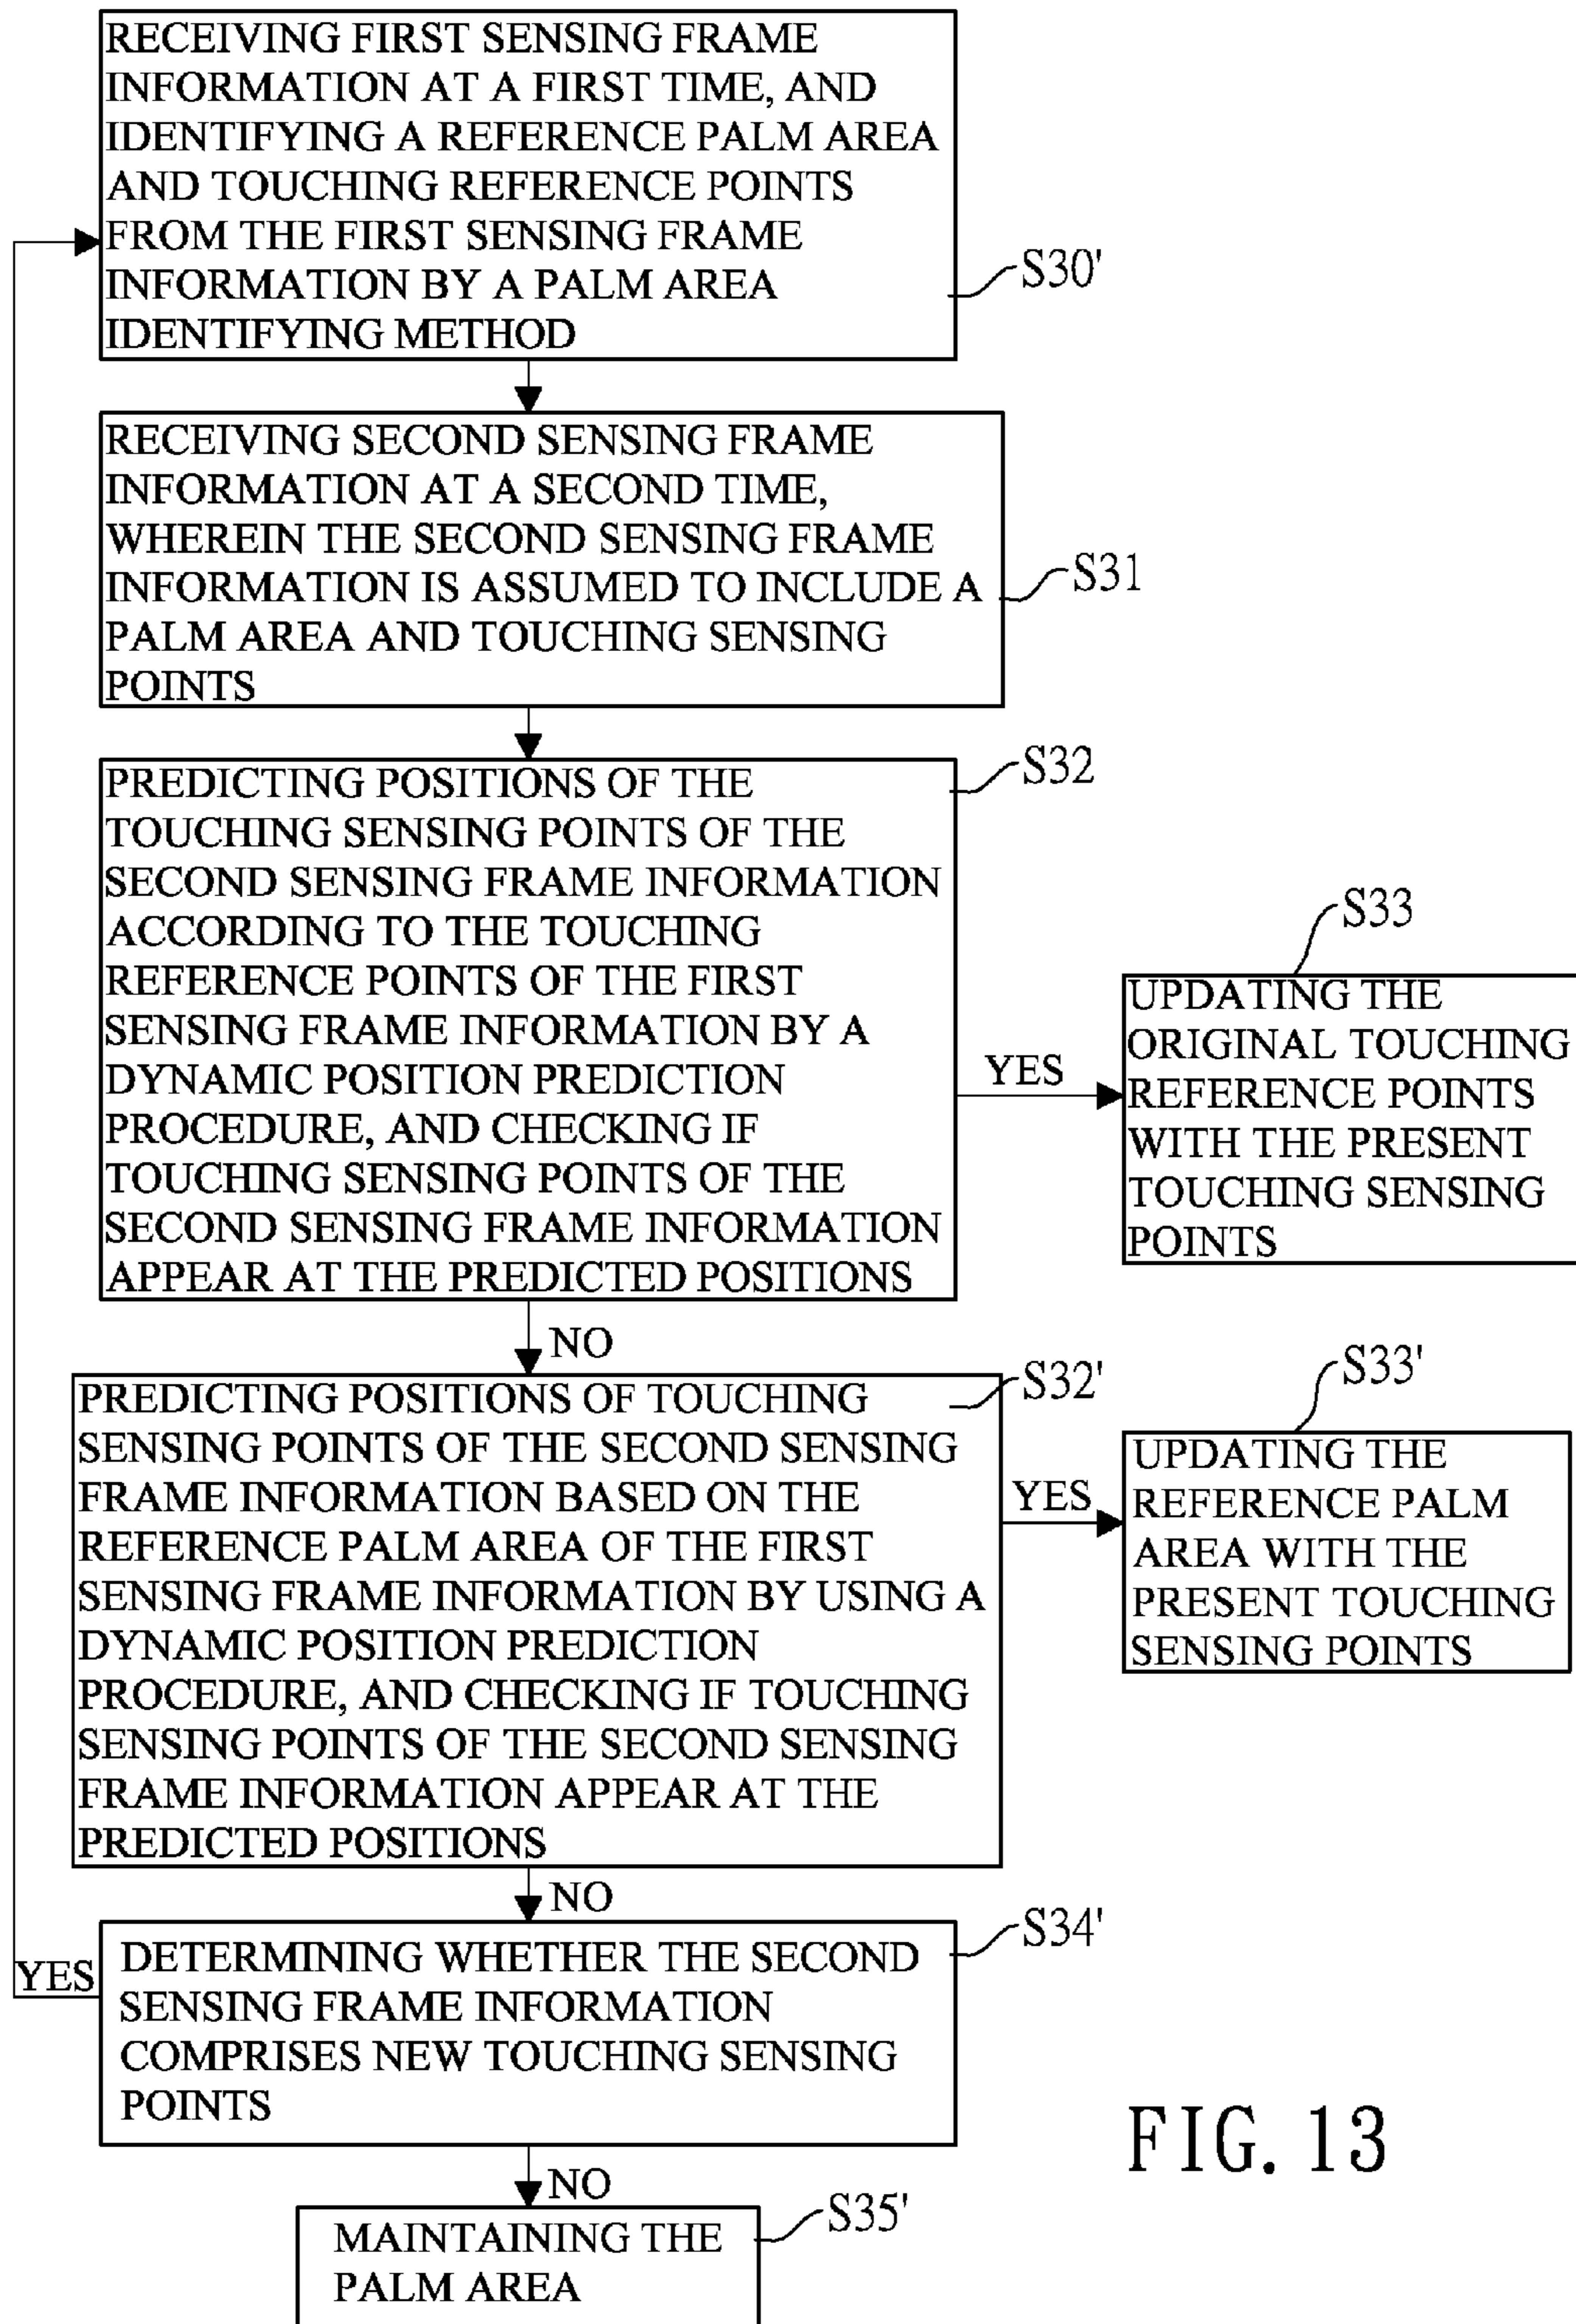 RECEIVING FIRST SENSING FRAME
INFORMATION AT A FIRST TIME, AND
IDENTIFYING A REFERENCE PALM AREA
AND TOUCHING REFERENCE POINTS
FROM THE FIRST SENSING FRAME
INFORMATION BY A PALM AREA
IDENTIFYING METHOD
S30'
RECEIVING SECOND SENSING FRAME
INFORMATION AT A SECOND TIME,
WHEREIN THE SECOND SENSING FRAME
INFORMATION IS ASSUMED TO INCLUDE A
PALM AREA AND TOUCHING SENSING
POINTS
S31
PREDICTING POSITIONS OF THE
TOUCHING SENSING POINTS OF THE
SECOND SENSING FRAME INFORMATION
ACCORDING TO THE TOUCHING
REFERENCE POINTS OF THE FIRST
SENSING FRAME INFORMATION BY A
DYNAMIC POSITION PREDICTION
PROCEDURE, AND CHECKING IF
TOUCHING SENSING POINTS OF THE
SECOND SENSING FRAME INFORMATION
APPEAR AT THE PREDICTED POSITIONS
S32
YES
S33
UPDATING THE
ORIGINAL TOUCHING
REFERENCE POINTS
WITH THE PRESENT
TOUCHING SENSING
POINTS
NO
PREDICTING POSITIONS OF TOUCHING
SENSING POINTS OF THE SECOND SENSING
FRAME INFORMATION BASED ON THE
REFERENCE PALM AREA OF THE FIRST
SENSING FRAME INFORMATION BY USING A
DYNAMIC POSITION PREDICTION
PROCEDURE, AND CHECKING IF TOUCHING
SENSING POINTS OF THE SECOND SENSING
FRAME INFORMATION APPEAR AT THE
PREDICTED POSITIONS
S32'
YES
S33'
UPDATING THE
REFERENCE PALM
AREA WITH THE
PRESENT TOUCHING
SENSING POINTS
NO
DETERMINING WHETHER THE SECOND
SENSING FRAME INFORMATION
COMPRISES NEW TOUCHING SENSING
POINTS
S34'
YES
NO
MAINTAINING THE
PALM AREA
S35'
FIG. 13